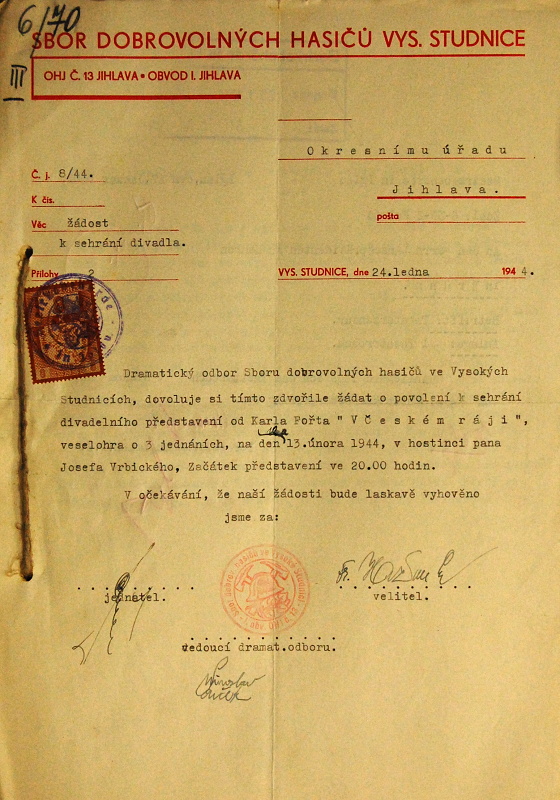 6/70
III
SBOR DOBROVOLNÝCH HASIČŮ VYS. STUDNICE
OHJ Č. 13 JIHLAVA • OBVOD I. JIHLAVA
Okresnímu úřadu
Č. j. 8/44.
Jihlava.
K čís.
pošta
Věc žádost
k sehrání divadla.
Přílohy 2
VYS. STUDNICE, dne 24.ledna 1944.
Dramatický odbor Sboru dobrovolných hasičů ve Vysokých
Studnicích, dovoluje si tímto zdvořile žádat o povolení k sehrání
divadelního představení od Karla Fořta " V Českém ráji",
veselohra o 3 jednáních, na den 13.února 1944, v hostinci pana
Josefa Vrbického, Začátek představení ve 20.00 hodin.
V očekávání, že naší žádosti bude laskavě vyhověno
jsme za:
jednatel.
velitel.
vedoucí dramat.odboru.
Miroslav